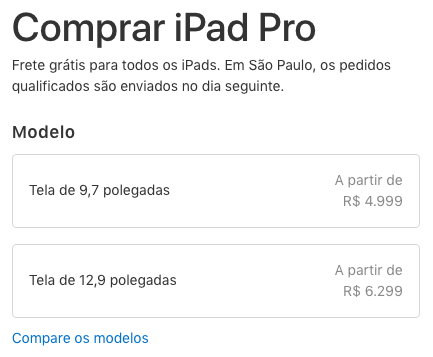 Comprar iPad Pro
Frete grátis para todos os iPads. Em São Paulo, os pedidos
qualificados são enviados no dia seguinte.
Modelo
Tela de 9,7 polegadas
A partir de
R$ 4.999
Tela de 12,9 polegadas
A partir de
R$ 6.299
Compare os modelos